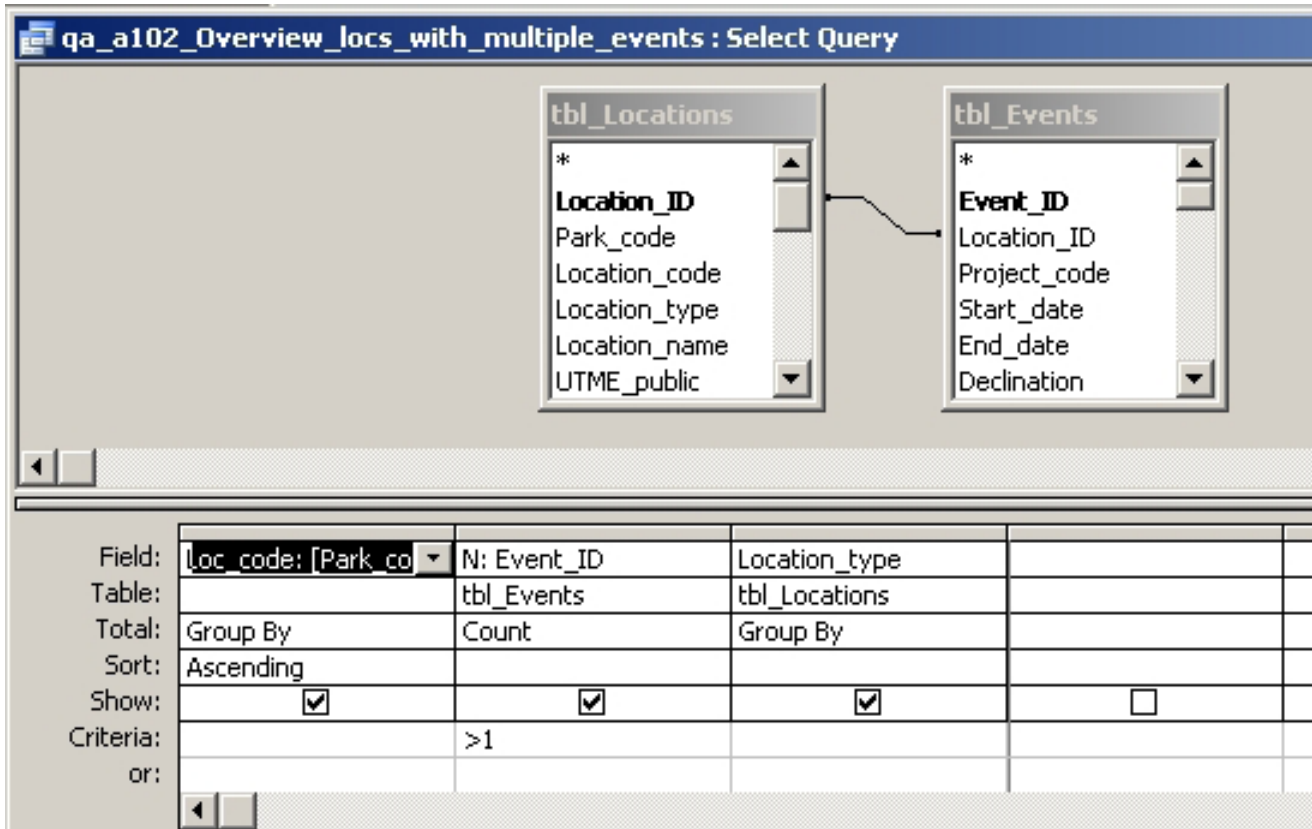 qa_a102_Overview_locs_with_multiple_events : Select Query
tbl_Locations
*
Location_ID
Park_code
Location_code
Location_type
Location_name
UTME_public
tbl_Events
*
Event_ID
Location_ID
Project_code
Start_date
End_date
Declination
Field: loc_code: [Park_co N: Event_ID Location_type
Table: tbl_Events tbl_Locations
Total: Group By Count Group By
Sort: Ascending
Show:
Criteria: >1
or: